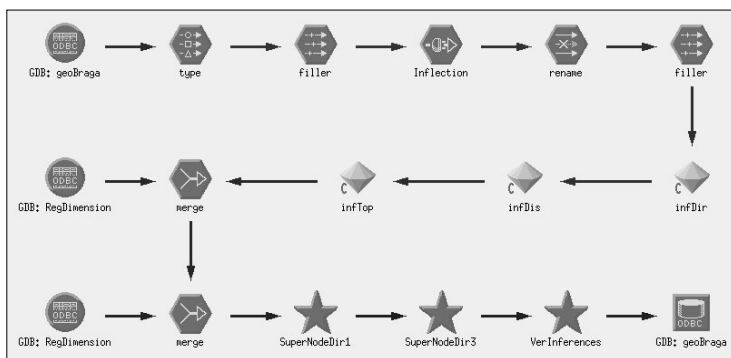 ODBC
GDB: geoBraga
type
filler
Inflection
rename
filler
ODBC
GDB: RegDimension
merge
C
infTop
C
infDis
C
infDir
ODBC
GDB: RegDimension
merge
SuperNodeDir1
SuperNodeDir3
VerInferences
ODBC
GDB: geoBraga